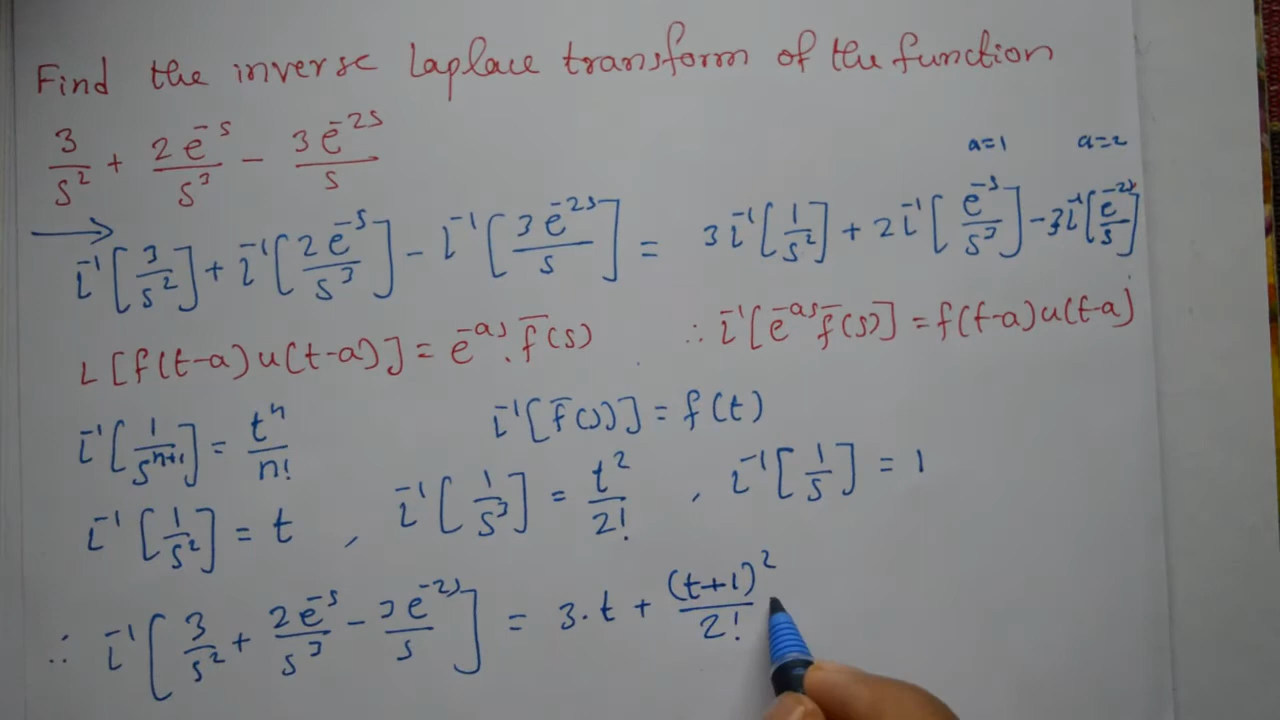 Find the inverse Laplace transform of the function
3/s² + 2e^-s/s³ - 3e^-2s/s
a=1 a=2
→ L⁻¹[3/s²] + L⁻¹[2e^-s/s³] - L⁻¹[3e^-2s/s] = 3L⁻¹[1/s²] + 2L⁻¹[e^-s/s³] - 3L⁻¹[e^-2s/s]
L[f(t-a)u(t-a)] = e^-as . f̅(s) ∴ L⁻¹[e^-as f̅(s)] = f(t-a)u(t-a)
L⁻¹[1/s^n+1] = t^n/n! L⁻¹[f̅(s)] = f(t)
L⁻¹[1/s²] = t , L⁻¹[1/s³] = t²/2! , L⁻¹[1/s] = 1
∴ L⁻¹[3/s² + 2e^-s/s³ - 3e^-2s/s] = 3.t + (t+1)²/2!